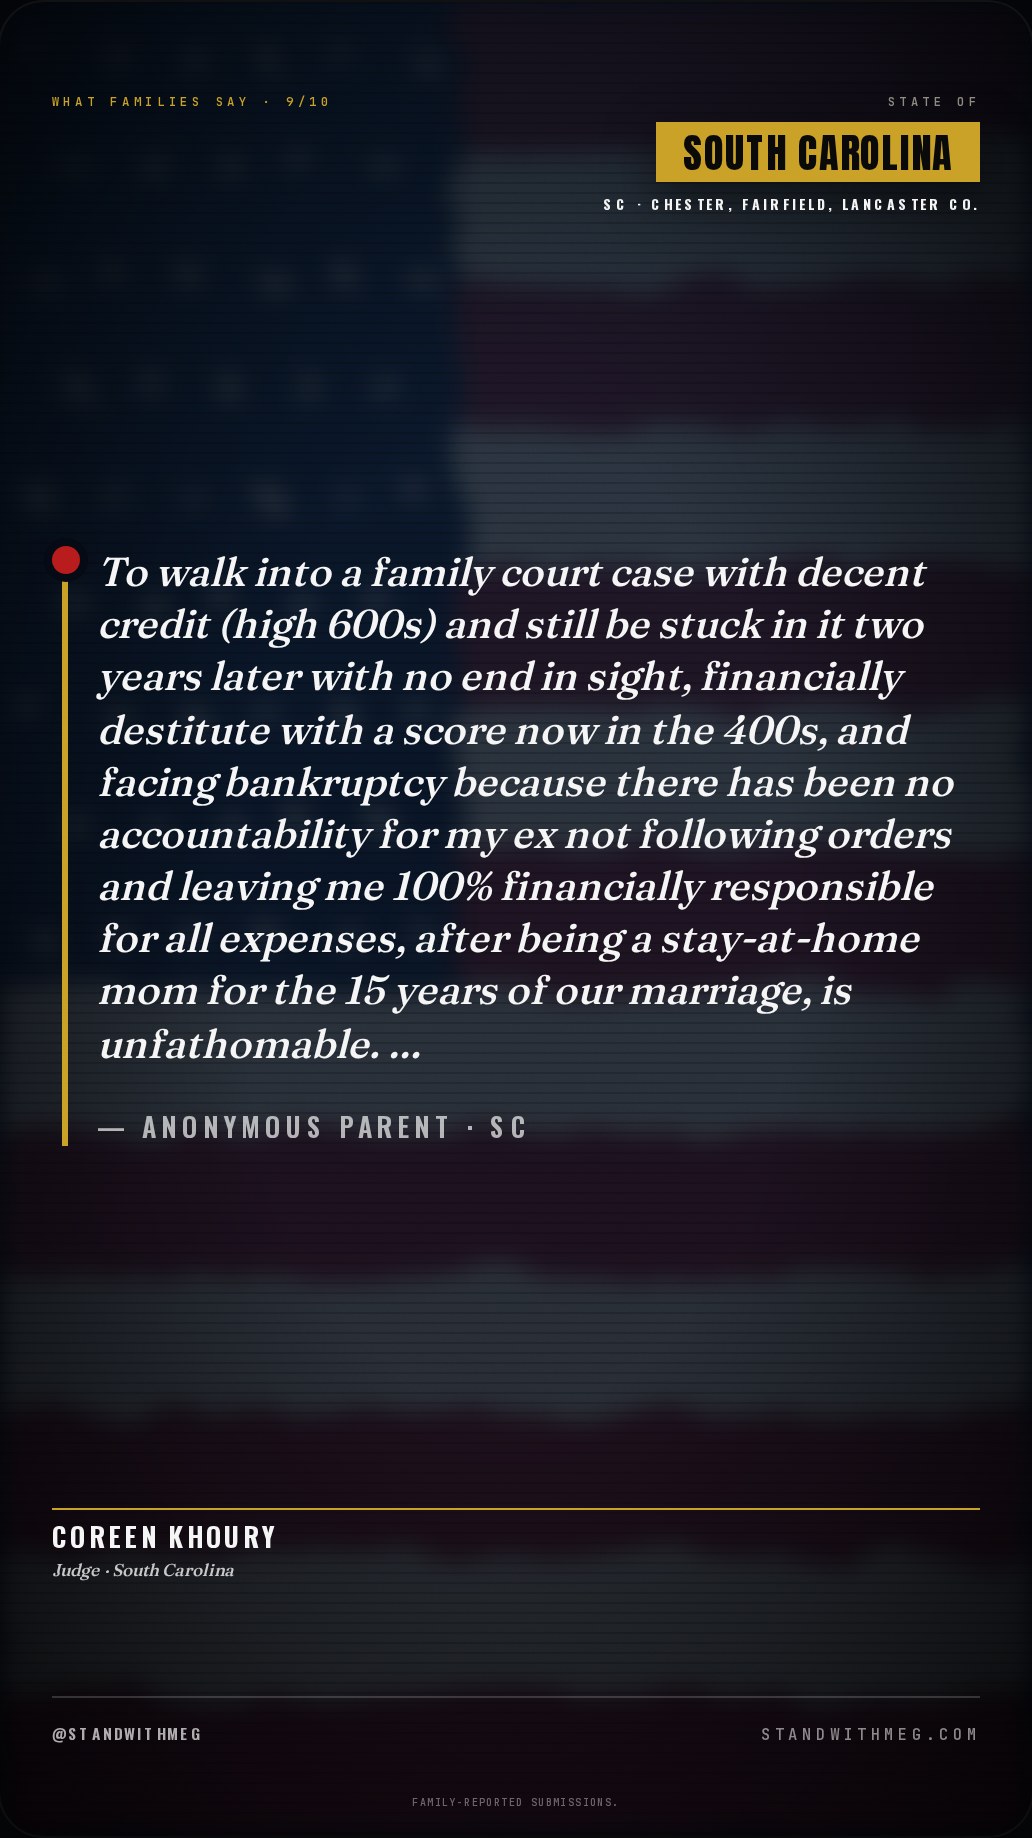 WHAT FAMILIES SAY · 9/10
STATE OF
SOUTH CAROLINA
SC · CHESTER, FAIRFIELD, LANCASTER CO.
To walk into a family court case with decent
credit (high 600s) and still be stuck in it two
years later with no end in sight, financially
destitute with a score now in the 400s, and
facing bankruptcy because there has been no
accountability for my ex not following orders
and leaving me 100% financially responsible
for all expenses, after being a stay-at-home
mom for the 15 years of our marriage, is
unfathomable. ...
— ANONYMOUS PARENT · SC
COREEN KHOURY
Judge · South Carolina
@STANDWITHMEG
STANDWITHMEG.COM
FAMILY-REPORTED SUBMISSIONS.